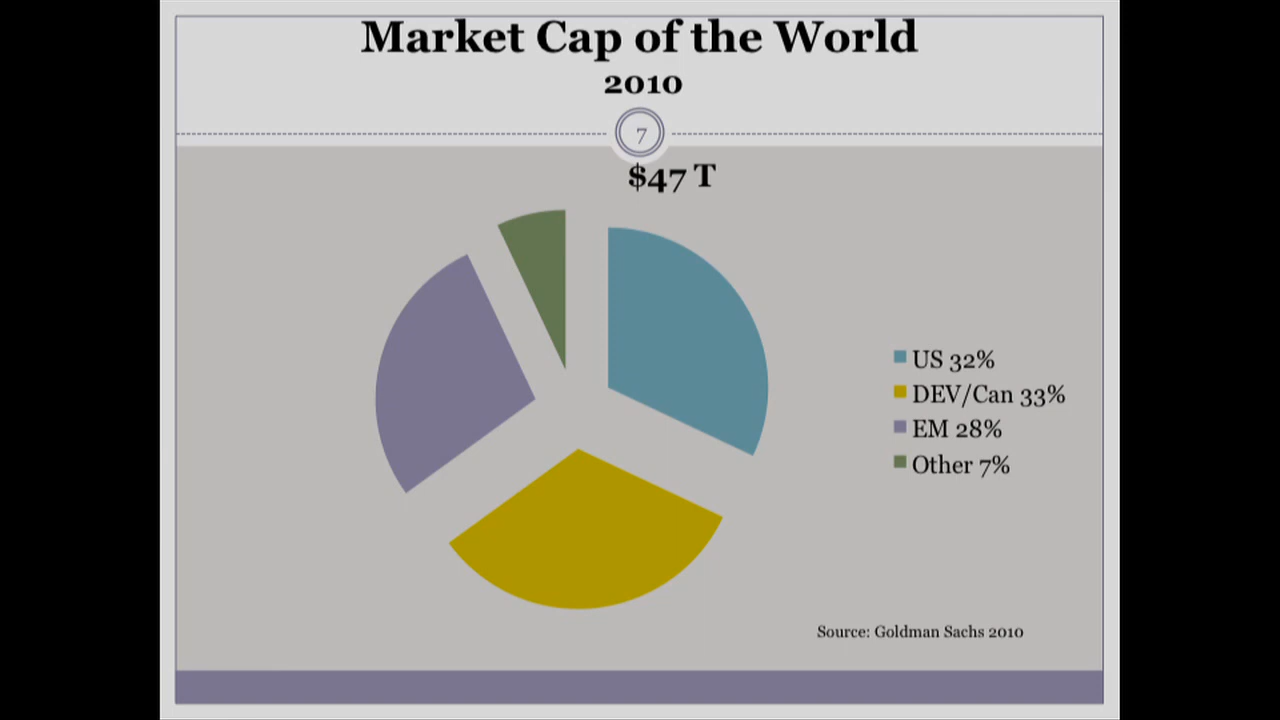 Market Cap of the World
2010
7
$47 T
US 32%
DEV/Can 33%
EM 28%
Other 7%
Source: Goldman Sachs 2010